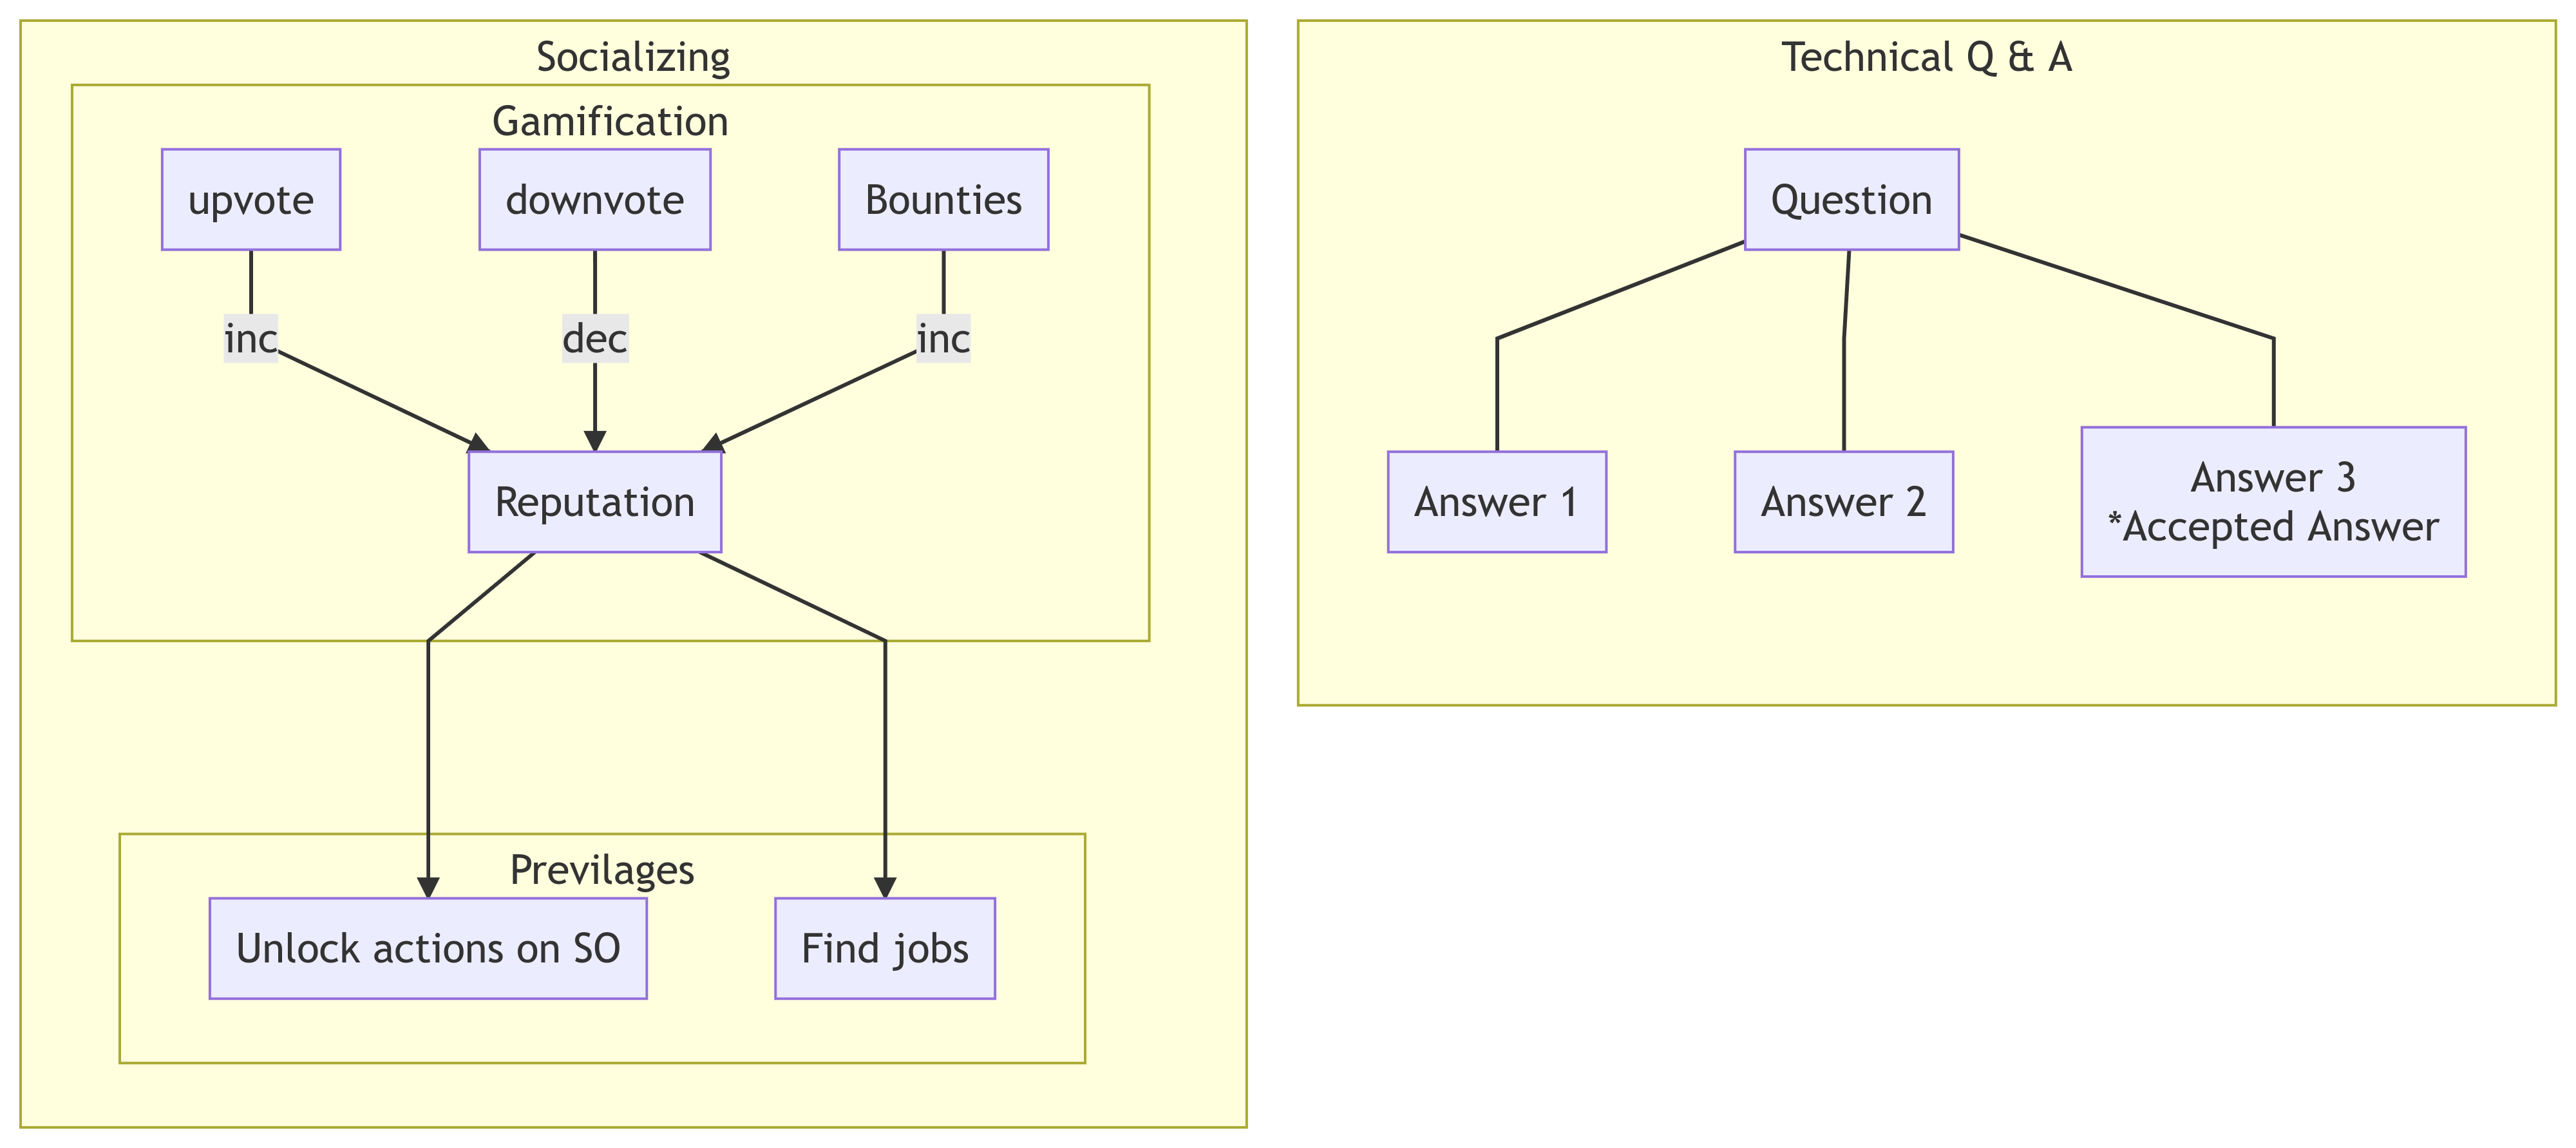 Socializing
Gamification
upvote
downvote
Bounties
inc
dec
inc
Reputation
Previlages
Unlock actions on SO
Find jobs
Technical Q & A
Question
Answer 1
Answer 2
Answer 3
*Accepted Answer